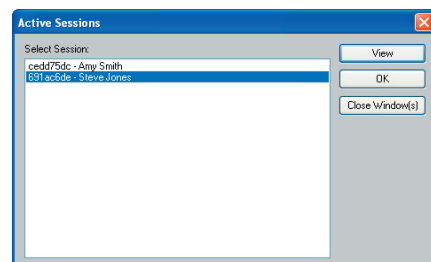 Active Sessions
Select Session:
cedd75dc - Amy Smith
691ac6de - Steve Jones
View
OK
Close Window(s)